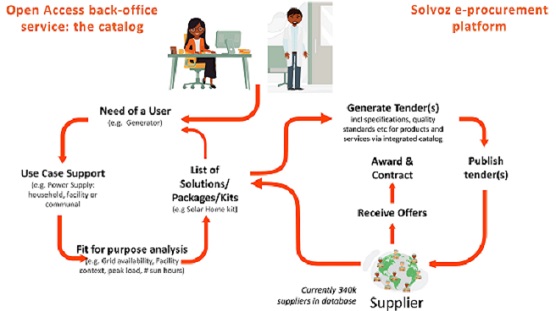 Open Access back-office
service: the catalog
Solvoz e-procurement
platform
Need of a User
(e.g. Generator)
Use Case Support
(e.g. Power Supply:
household, facility or
communal
Fit for purpose analysis
(e.g. Grid availability, Facility
context, peak load, # sun hours)
List of
Solutions/
Packages/Kits
(e.g Solar Home kit)
Generate Tender(s)
incl specifications, quality
standards etc for products and
services via integrated catalog
Publish
tender(s)
Award &
Contract
Receive Offers
Currently 340k
suppliers in database
Supplier